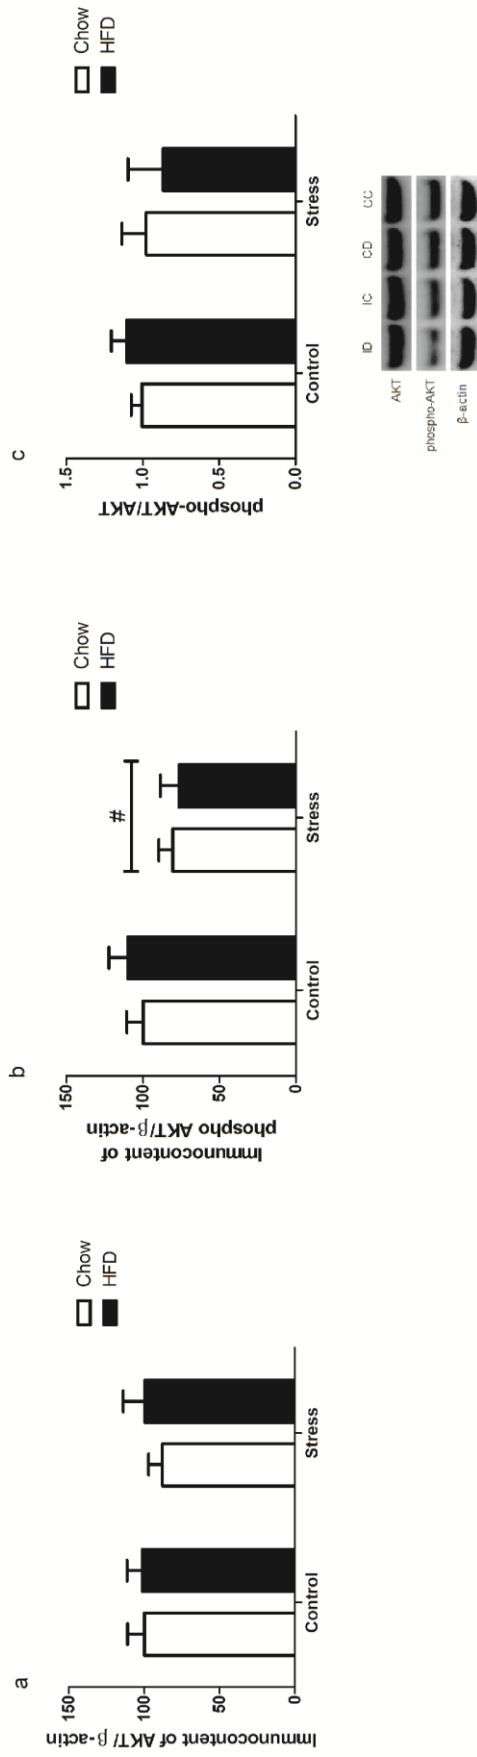 a
Immunocontent of AKT/ β-actin
150
100
50
0
Control
Stress
Chow
HFD
b
Immunocontent of
phospho AKT/β-actin
150
100
50
0
#
Control
Stress
Chow
HFD
c
phospho-AKT/AKT
1.5
1.0
0.5
0.0
Control
Stress
Chow
HFD
ID IC CD CC
AKT
phospho-AKT
β-actin